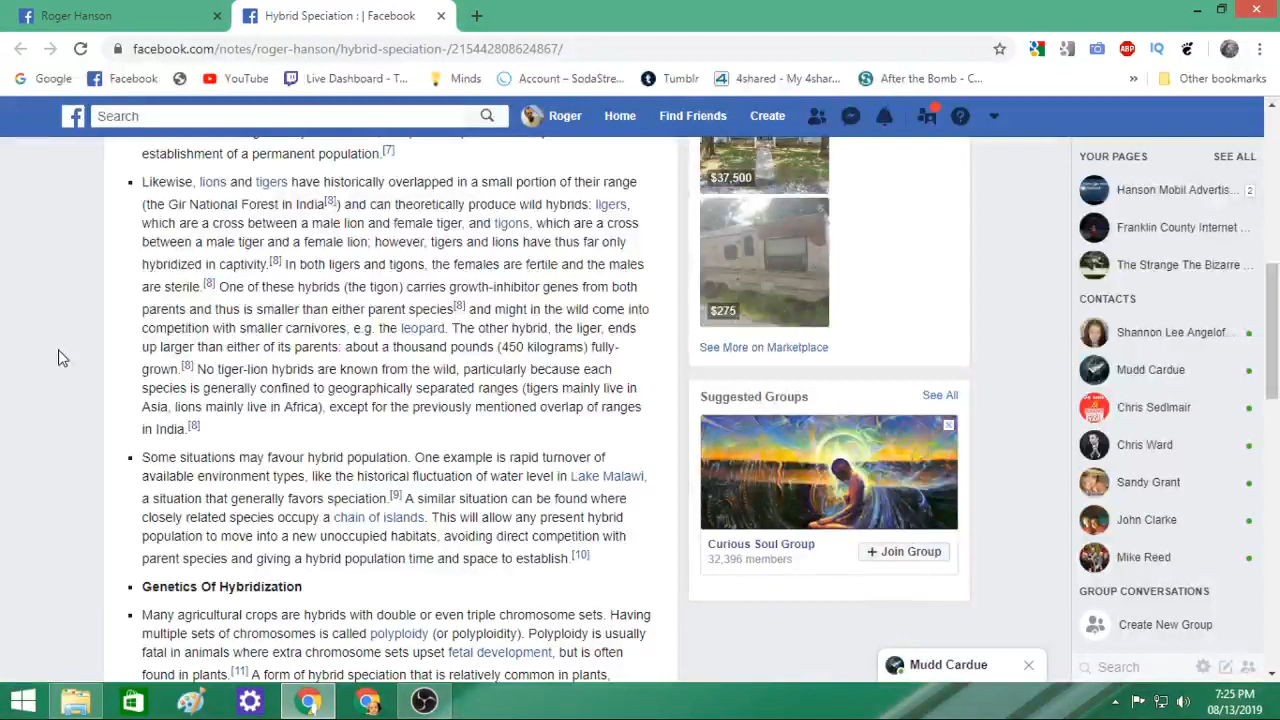 Roger Hanson
Hybrid Speciation : | Facebook
facebook.com/notes/roger-hanson/hybrid-speciation-/215442808624867/
ABP
IQ
Google
Facebook
YouTube
Live Dashboard - T...
Minds
Account – SodaStre...
Tumblr
4shared - My 4shar...
After the Bomb - C...
»
Other bookmarks
Search
Roger
Home
Find Friends
Create
establishment of a permanent population.[7]
Likewise, lions and tigers have historically overlapped in a small portion of their range
(the Gir National Forest in India[8]) and can theoretically produce wild hybrids: ligers,
which are a cross between a male lion and female tiger, and tigons, which are a cross
between a male tiger and a female lion; however, tigers and lions have thus far only
hybridized in captivity.[8] In both ligers and tigons, the females are fertile and the males
are sterile.[8] One of these hybrids (the tigon) carries growth-inhibitor genes from both
parents and thus is smaller than either parent species[8] and might in the wild come into
competition with smaller carnivores, e.g. the leopard. The other hybrid, the liger, ends
up larger than either of its parents: about a thousand pounds (450 kilograms) fully-
grown.[8] No tiger-lion hybrids are known from the wild, particularly because each
species is generally confined to geographically separated ranges (tigers mainly live in
Asia, lions mainly live in Africa), except for the previously mentioned overlap of ranges
in India.[8]
Some situations may favour hybrid population. One example is rapid turnover of
available environment types, like the historical fluctuation of water level in Lake Malawi,
a situation that generally favors speciation.[9] A similar situation can be found where
closely related species occupy a chain of islands. This will allow any present hybrid
population to move into a new unoccupied habitats, avoiding direct competition with
parent species and giving a hybrid population time and space to establish.[10]
Genetics Of Hybridization
Many agricultural crops are hybrids with double or even triple chromosome sets. Having
multiple sets of chromosomes is called polyploidy (or polyploidity). Polyploidy is usually
fatal in animals where extra chromosome sets upset fetal development, but is often
found in plants.[11] A form of hybrid speciation that is relatively common in plants,
$37,500
$275
See More on Marketplace
Suggested Groups
See All
Curious Soul Group
32,396 members
+ Join Group
YOUR PAGES
SEE ALL
Hanson Mobil Advertis... 2
Franklin County Internet ...
The Strange The Bizarre ...
CONTACTS
Shannon Lee Angelof...
Mudd Cardue
Chris Sedlmair
Chris Ward
Sandy Grant
John Clarke
Mike Reed
GROUP CONVERSATIONS
Create New Group
Search
Mudd Cardue
7:25 PM
08/13/2019